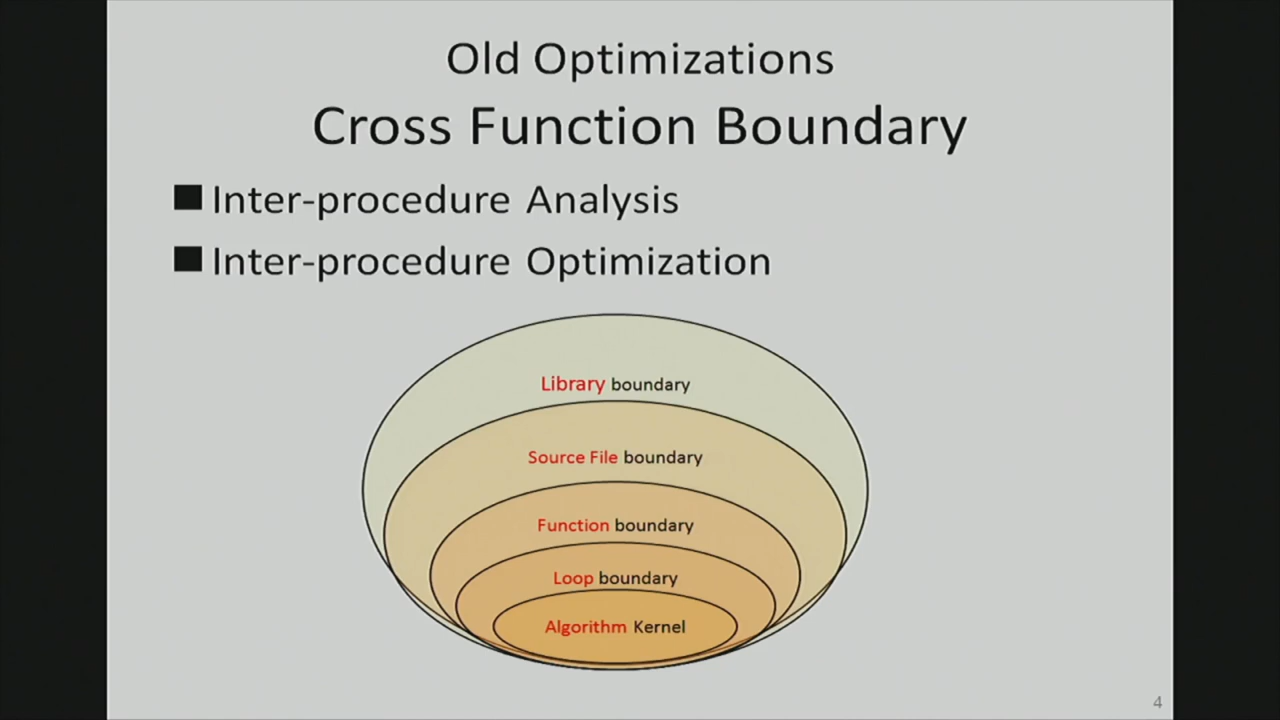 Old Optimizations
Cross Function Boundary
Inter-procedure Analysis
Inter-procedure Optimization
Library boundary
Source File boundary
Function boundary
Loop boundary
Algorithm Kernel
4